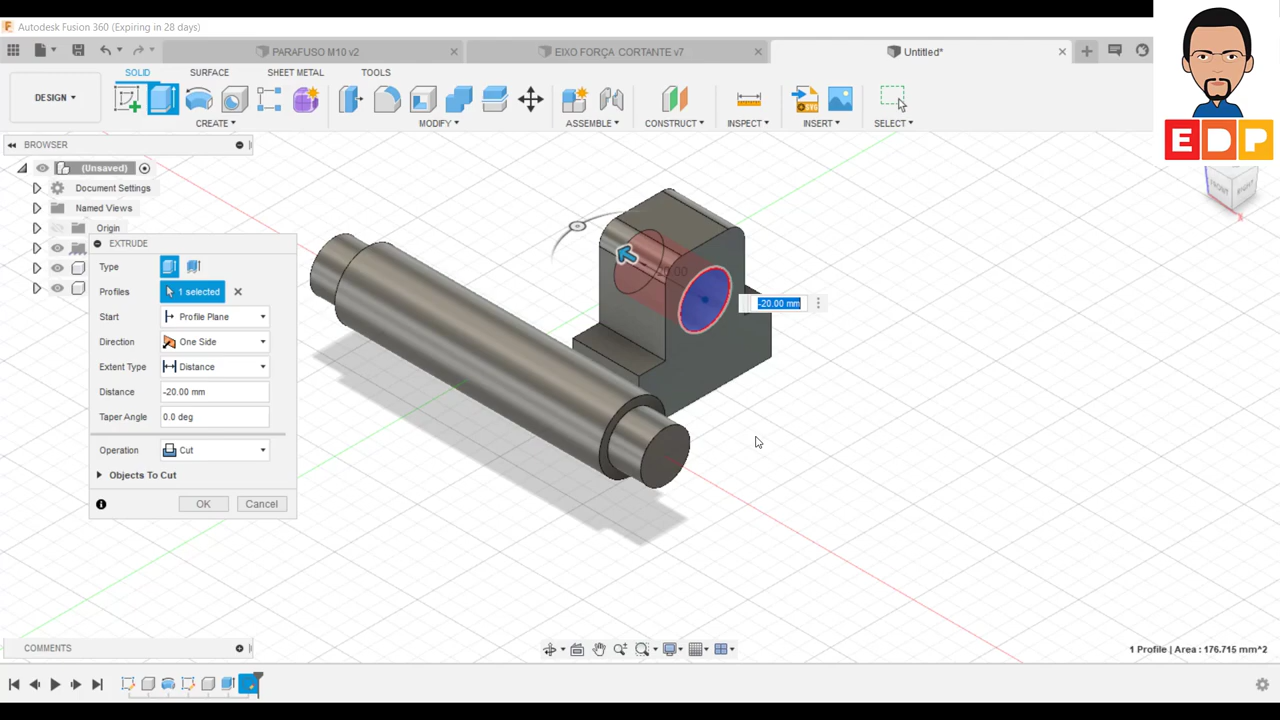 Autodesk Fusion 360 (Expiring in 28 days)
PARAFUSO M10 v2
EIXO FORÇA CORTANTE v7
Untitled*
DESIGN
SOLID
SURFACE
SHEET METAL
TOOLS
CREATE
MODIFY
ASSEMBLE
CONSTRUCT
INSPECT
INSERT
SELECT
E D P
BROWSER
(Unsaved)
Document Settings
Named Views
Origin
FRONT
RIGHT
EXTRUDE
Type
Profiles 1 selected
Start Profile Plane
Direction One Side
Extent Type Distance
Distance -20.00 mm
Taper Angle 0.0 deg
Operation Cut
Objects To Cut
OK Cancel
-20.00
-20.00 mm
COMMENTS
1 Profile | Area : 176.715 mm^2